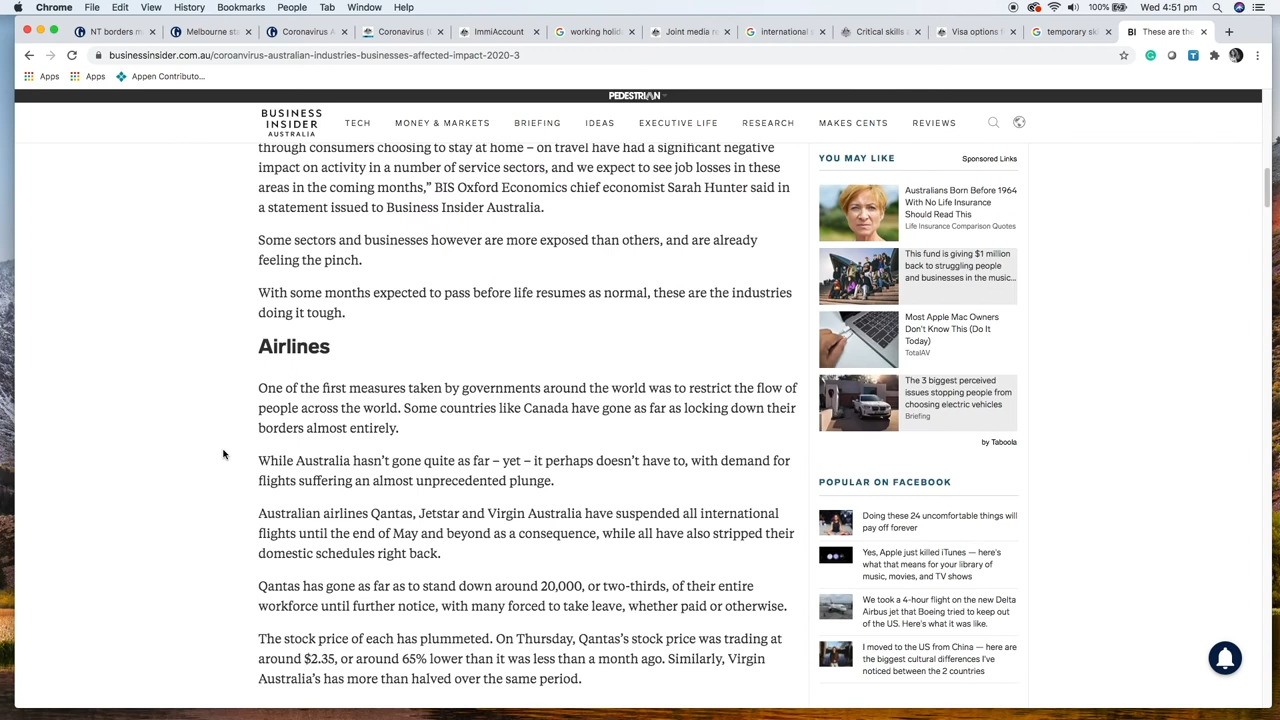 Chrome File Edit View History Bookmarks People Tab Window Help
100% Wed 4:51 pm
NT borders m
Melbourne sta
Coronavirus A
Coronavirus (
ImmiAccount
working holid
Joint media re
international s
Critical skills a
Visa options f
temporary ski
BI These are the
businessinsider.com.au/coroanvirus-australian-industries-businesses-affected-impact-2020-3
Apps Apps Appen Contributo...
PEDESTRIAN
BUSINESS
INSIDER
AUSTRALIA
TECH MONEY & MARKETS BRIEFING IDEAS EXECUTIVE LIFE RESEARCH MAKES CENTS REVIEWS
through consumers choosing to stay at home – on travel have had a significant negative
impact on activity in a number of service sectors, and we expect to see job losses in these
areas in the coming months,” BIS Oxford Economics chief economist Sarah Hunter said in
a statement issued to Business Insider Australia.
Some sectors and businesses however are more exposed than others, and are already
feeling the pinch.
With some months expected to pass before life resumes as normal, these are the industries
doing it tough.
Airlines
One of the first measures taken by governments around the world was to restrict the flow of
people across the world. Some countries like Canada have gone as far as locking down their
borders almost entirely.
While Australia hasn’t gone quite as far – yet – it perhaps doesn’t have to, with demand for
flights suffering an almost unprecedented plunge.
Australian airlines Qantas, Jetstar and Virgin Australia have suspended all international
flights until the end of May and beyond as a consequence, while all have also stripped their
domestic schedules right back.
Qantas has gone as far as to stand down around 20,000, or two-thirds, of their entire
workforce until further notice, with many forced to take leave, whether paid or otherwise.
The stock price of each has plummeted. On Thursday, Qantas’s stock price was trading at
around $2.35, or around 65% lower than it was less than a month ago. Similarly, Virgin
Australia’s has more than halved over the same period.
YOU MAY LIKE Sponsored Links
Australians Born Before 1964
With No Life Insurance
Should Read This
Life Insurance Comparison Quotes
This fund is giving $1 million
back to struggling people
and businesses in the music...
Most Apple Mac Owners
Don't Know This (Do It
Today)
TotalAV
The 3 biggest perceived
issues stopping people from
choosing electric vehicles
Briefing
by Taboola
POPULAR ON FACEBOOK
Doing these 24 uncomfortable things will
pay off forever
Yes, Apple just killed iTunes — here's
what that means for your library of
music, movies, and TV shows
We took a 4-hour flight on the new Delta
Airbus jet that Boeing tried to keep out
of the US. Here's what it was like.
I moved to the US from China — here are
the biggest cultural differences I've
noticed between the 2 countries